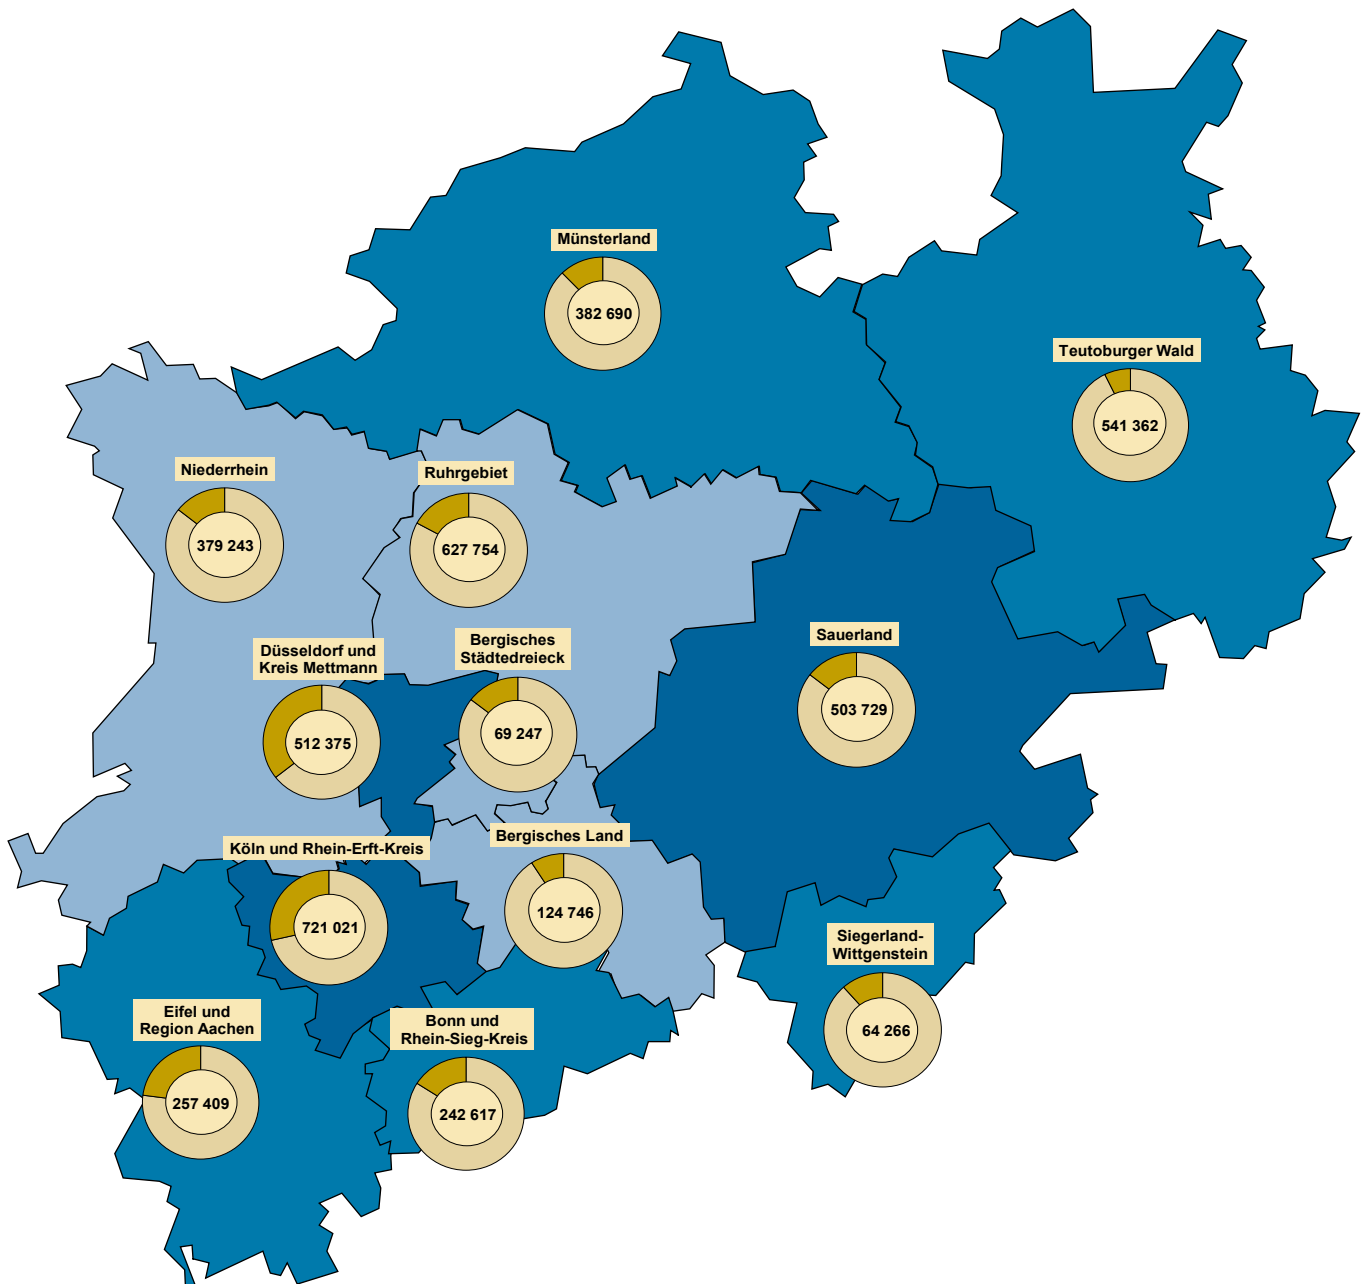 Münsterland
382 690
Teutoburger Wald
541 362
Niederrhein
379 243
Ruhrgebiet
627 754
Düsseldorf und
Kreis Mettmann
512 375
Bergisches
Städtedreieck
69 247
Sauerland
503 729
Köln und Rhein-Erft-Kreis
721 021
Bergisches Land
124 746
Siegerland-
Wittgenstein
64 266
Eifel und
Region Aachen
257 409
Bonn und
Rhein-Sieg-Kreis
242 617